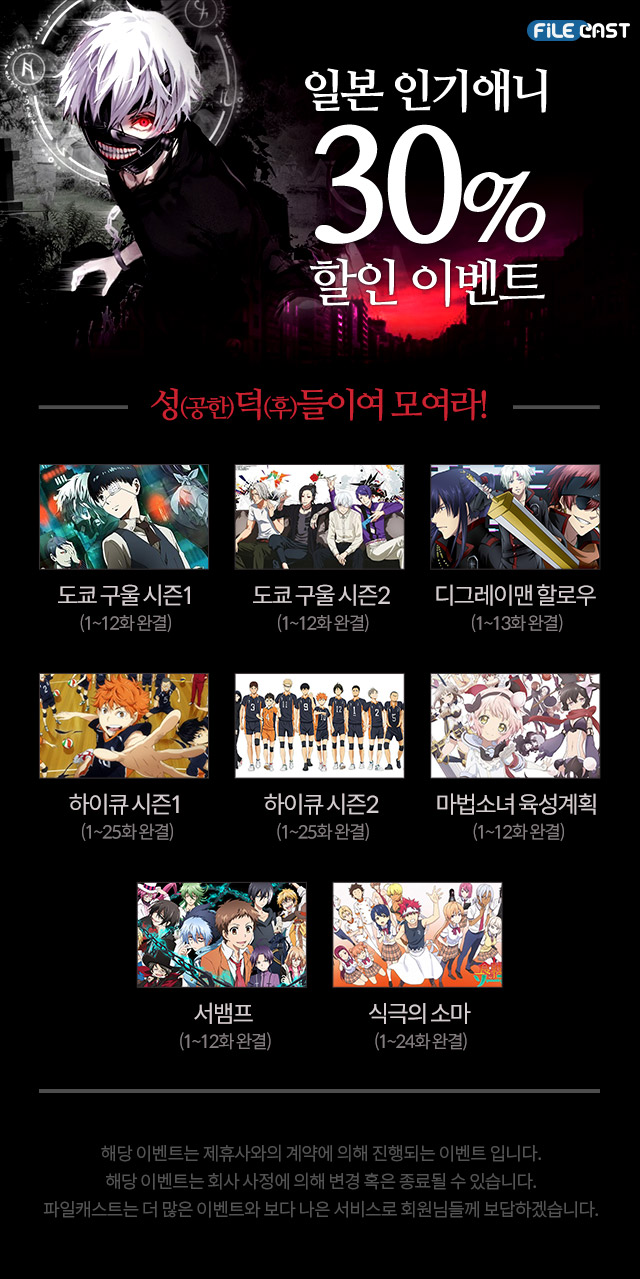 FiLE CAST
일본 인기애니
30%
할인 이벤트
성(공한)덕(후)들이여 모여라!
도쿄 구울 시즌1
(1~12화 완결)
도쿄 구울 시즌2
(1~12화 완결)
디그레이맨 할로우
(1~13화 완결)
하이큐 시즌1
(1~25화 완결)
하이큐 시즌2
(1~25화 완결)
마법소녀 육성계획
(1~12화 완결)
서뱀프
(1~12화 완결)
식극의 소마
(1~24화 완결)
해당 이벤트는 제휴사와의 계약에 의해 진행되는 이벤트 입니다.
해당 이벤트는 회사 사정에 의해 변경 혹은 종료될 수 있습니다.
파일캐스트는 더 많은 이벤트와 보다 나은 서비스로 회원님들께 보답하겠습니다.